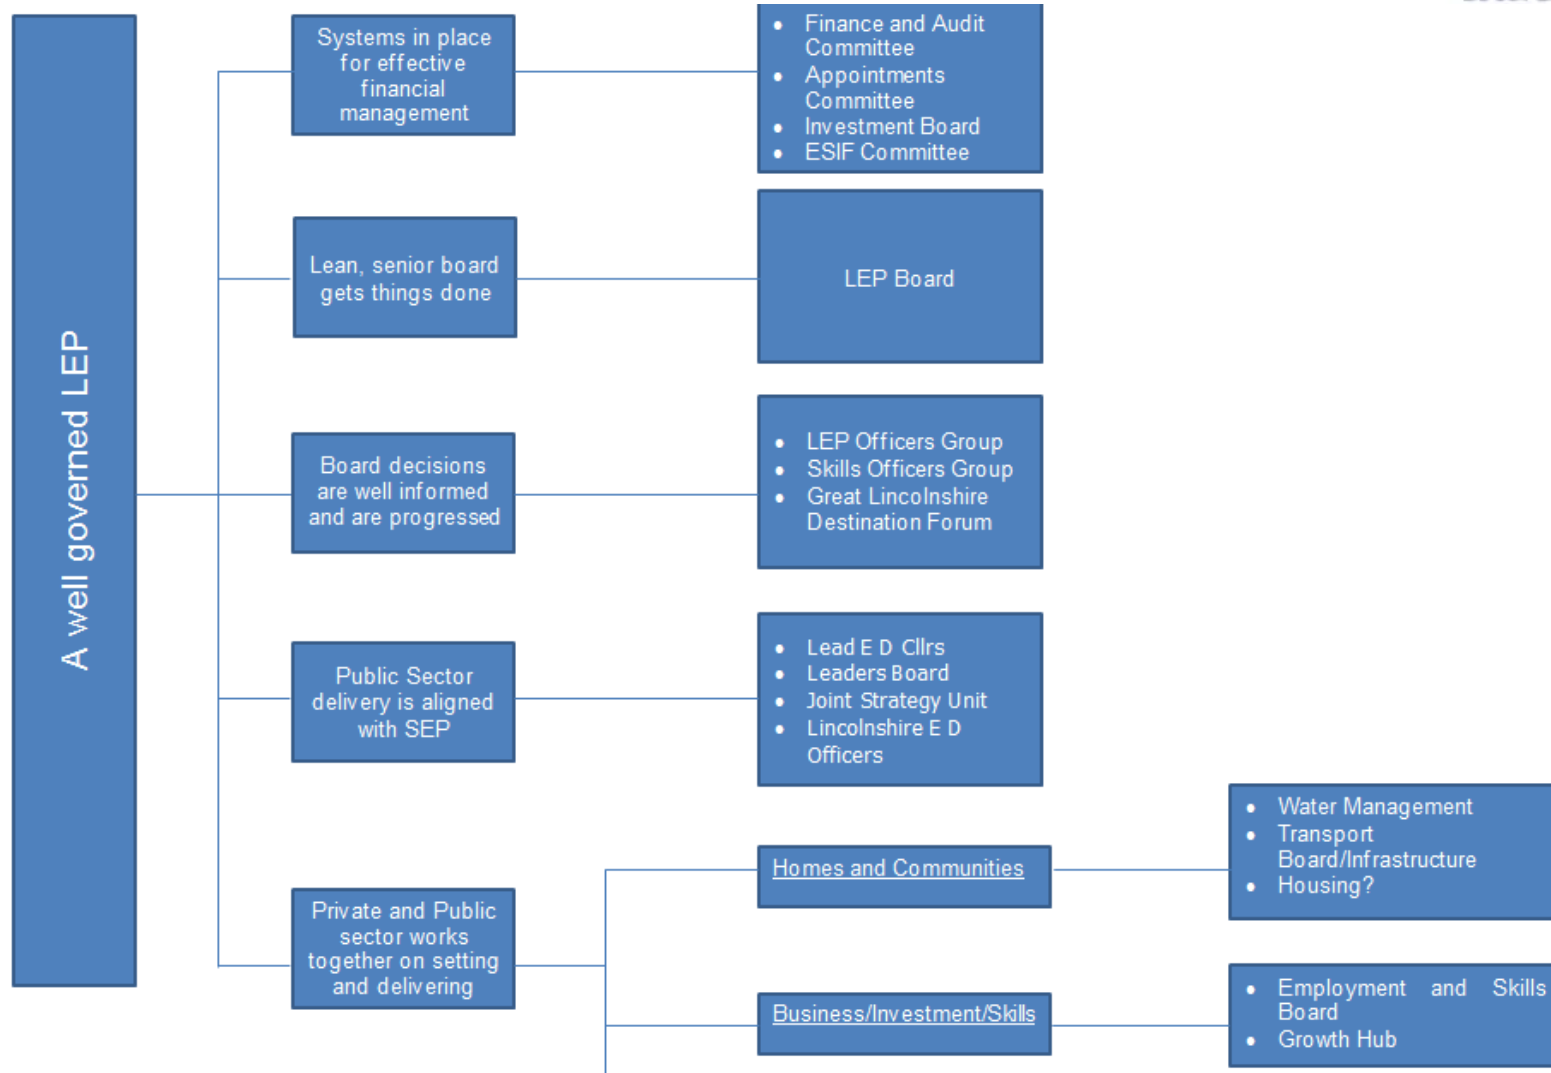 A well governed LEP
Systems in place
for effective
financial
management
• Finance and Audit
Committee
• Appointments
Committee
• Investment Board
• ESIF Committee
Lean, senior board
gets things done
LEP Board
Board decisions
are well informed
and are progressed
• LEP Officers Group
• Skills Officers Group
• Great Lincolnshire
Destination Forum
Public Sector
delivery is aligned
with SEP
• Lead E D Cllrs
• Leaders Board
• Joint Strategy Unit
• Lincolnshire E D
Officers
Private and Public
sector works
together on setting
and delivering
Homes and Communities
• Water Management
• Transport
Board/Infrastructure
• Housing?
Business/Investment/Skills
• Employment and Skills
Board
• Growth Hub